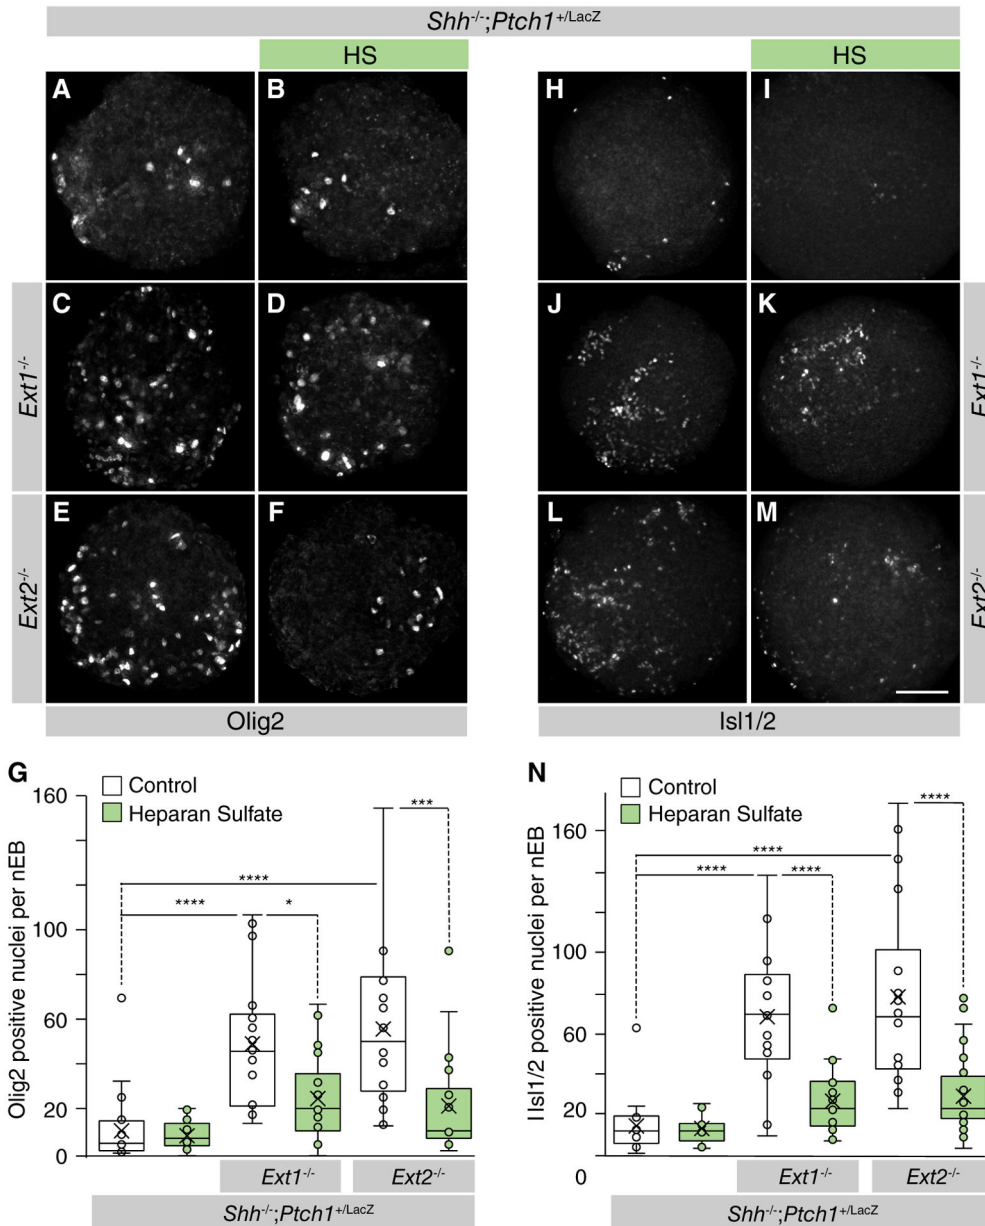 Shh-/-;Ptch1+/LacZ
HS HS
A B H I
C D J K
Ext1-/- Ext1-/-
E F L M
Ext2-/- Ext2-/-
Olig2 Isl1/2
G
Control
Heparan Sulfate
Olig2 positive nuclei per nEB
160
100
60
20
0
****
****
*
***
Ext1-/- Ext2-/-
Shh-/-;Ptch1+/LacZ
N
Control
Heparan Sulfate
IIsl1/2 positive nuclei per nEB
160
100
60
20
0
****
****
****
****
Ext1-/- Ext2-/-
Shh-/-;Ptch1+/LacZ